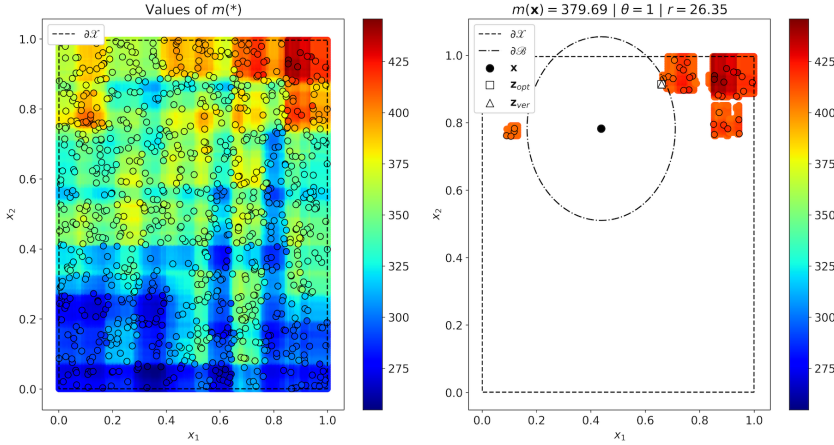 Values of m(*)
∂𝒳
1.0
0.8
0.6
0.4
0.2
0.0
x₂
0.0 0.2 0.4 0.6 0.8 1.0
x₁
425
400
375
350
325
300
275
m(𝐱) = 379.69 | θ = 1 | r = 26.35
∂𝒳
∂ℬ
𝐱
𝐳opt
𝐳ver
1.0
0.8
0.6
0.4
0.2
0.0
x₂
0.0 0.2 0.4 0.6 0.8 1.0
x₁
425
400
375
350
325
300
275